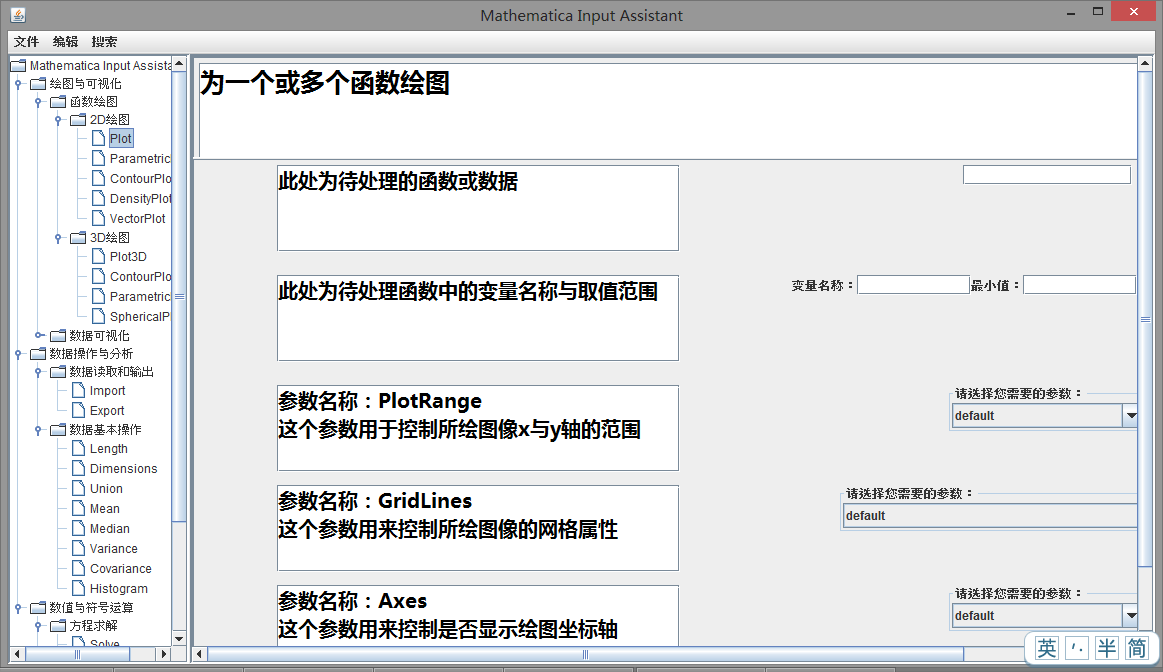 Mathematica Input Assistant
文件 编辑 搜索
Mathematica Input Assista
绘图与可视化
函数绘图
2D绘图
Plot
Parametric
ContourPlo
DensityPlot
VectorPlot
3D绘图
Plot3D
ContourPlo
Parametric
SphericalPl
数据可视化
数据操作与分析
数据读取和输出
Import
Export
数据基本操作
Length
Dimensions
Union
Mean
Median
Variance
Covariance
Histogram
数值与符号运算
方程求解
Solve
为一个或多个函数绘图
此处为待处理的函数或数据
此处为待处理函数中的变量名称与取值范围
变量名称： 最小值：
参数名称：PlotRange
这个参数用于控制所绘图像x与y轴的范围
请选择您需要的参数：
default
参数名称：GridLines
这个参数用来控制所绘图像的网格属性
请选择您需要的参数：
default
参数名称：Axes
这个参数用来控制是否显示绘图坐标轴
请选择您需要的参数：
default
英 半 简